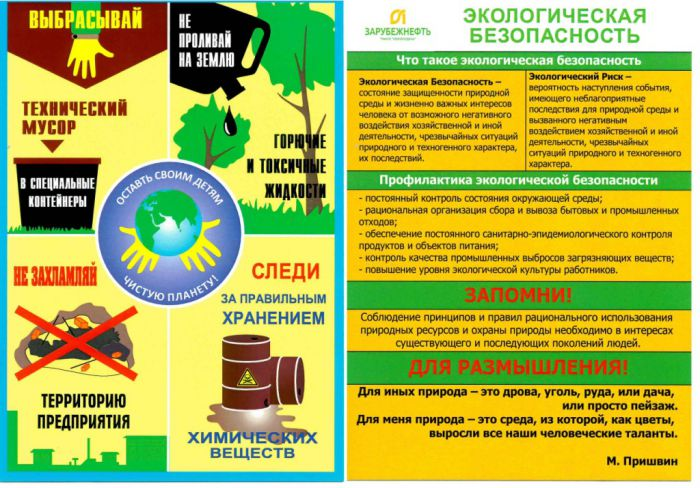 ВЫБРАСЫВАЙ
ТЕХНИЧЕСКИЙ
МУСОР
В СПЕЦИАЛЬНЫЕ
КОНТЕЙНЕРЫ
НЕ
ПРОЛИВАЙ
НА ЗЕМЛЮ
ГОРЮЧИЕ
И ТОКСИЧНЫЕ
ЖИДКОСТИ
ОСТАВЬ СВОИМ ДЕТЯМ
ЧИСТУЮ ПЛАНЕТУ!
НЕ ЗАХЛАМЛЯЙ
ТЕРРИТОРИЮ
ПРЕДПРИЯТИЯ
СЛЕДИ
ЗА ПРАВИЛЬНЫМ
ХРАНЕНИЕМ
ХИМИЧЕСКИХ
ВЕЩЕСТВ
ЗАРУБЕЖНЕФТЬ
ЭКОЛОГИЧЕСКАЯ
БЕЗОПАСНОСТЬ
Что такое экологическая безопасность
Экологическая Безопасность –
состояние защищенности природной
среды и жизненно важных интересов
человека от возможного негативного
воздействия хозяйственной и иной
деятельности, чрезвычайных ситуаций
природного и техногенного характера,
их последствий.
Экологический Риск –
вероятность наступления события,
имеющего неблагоприятные
последствия для природной среды и
вызванного негативным
воздействием хозяйственной и иной
деятельности, чрезвычайных
ситуаций природного и техногенного
характера.
Профилактика экологической безопасности
- постоянный контроль состояния окружающей среды;
- рациональная организация сбора и вывоза бытовых и промышленных
отходов;
- обеспечение постоянного санитарно-эпидемиологического контроля
продуктов и объектов питания;
- контроль качества промышленных выбросов загрязняющих веществ;
- повышение уровня экологической культуры работников.
ЗАПОМНИ!
Соблюдение принципов и правил рационального использования
природных ресурсов и охраны природы необходимо в интересах
существующего и последующих поколений людей.
ДЛЯ РАЗМЫШЛЕНИЯ!
Для иных природа – это дрова, уголь, руда, или дача,
или просто пейзаж.
Для меня природа – это среда, из которой, как цветы,
выросли все наши человеческие таланты.
М. Пришвин